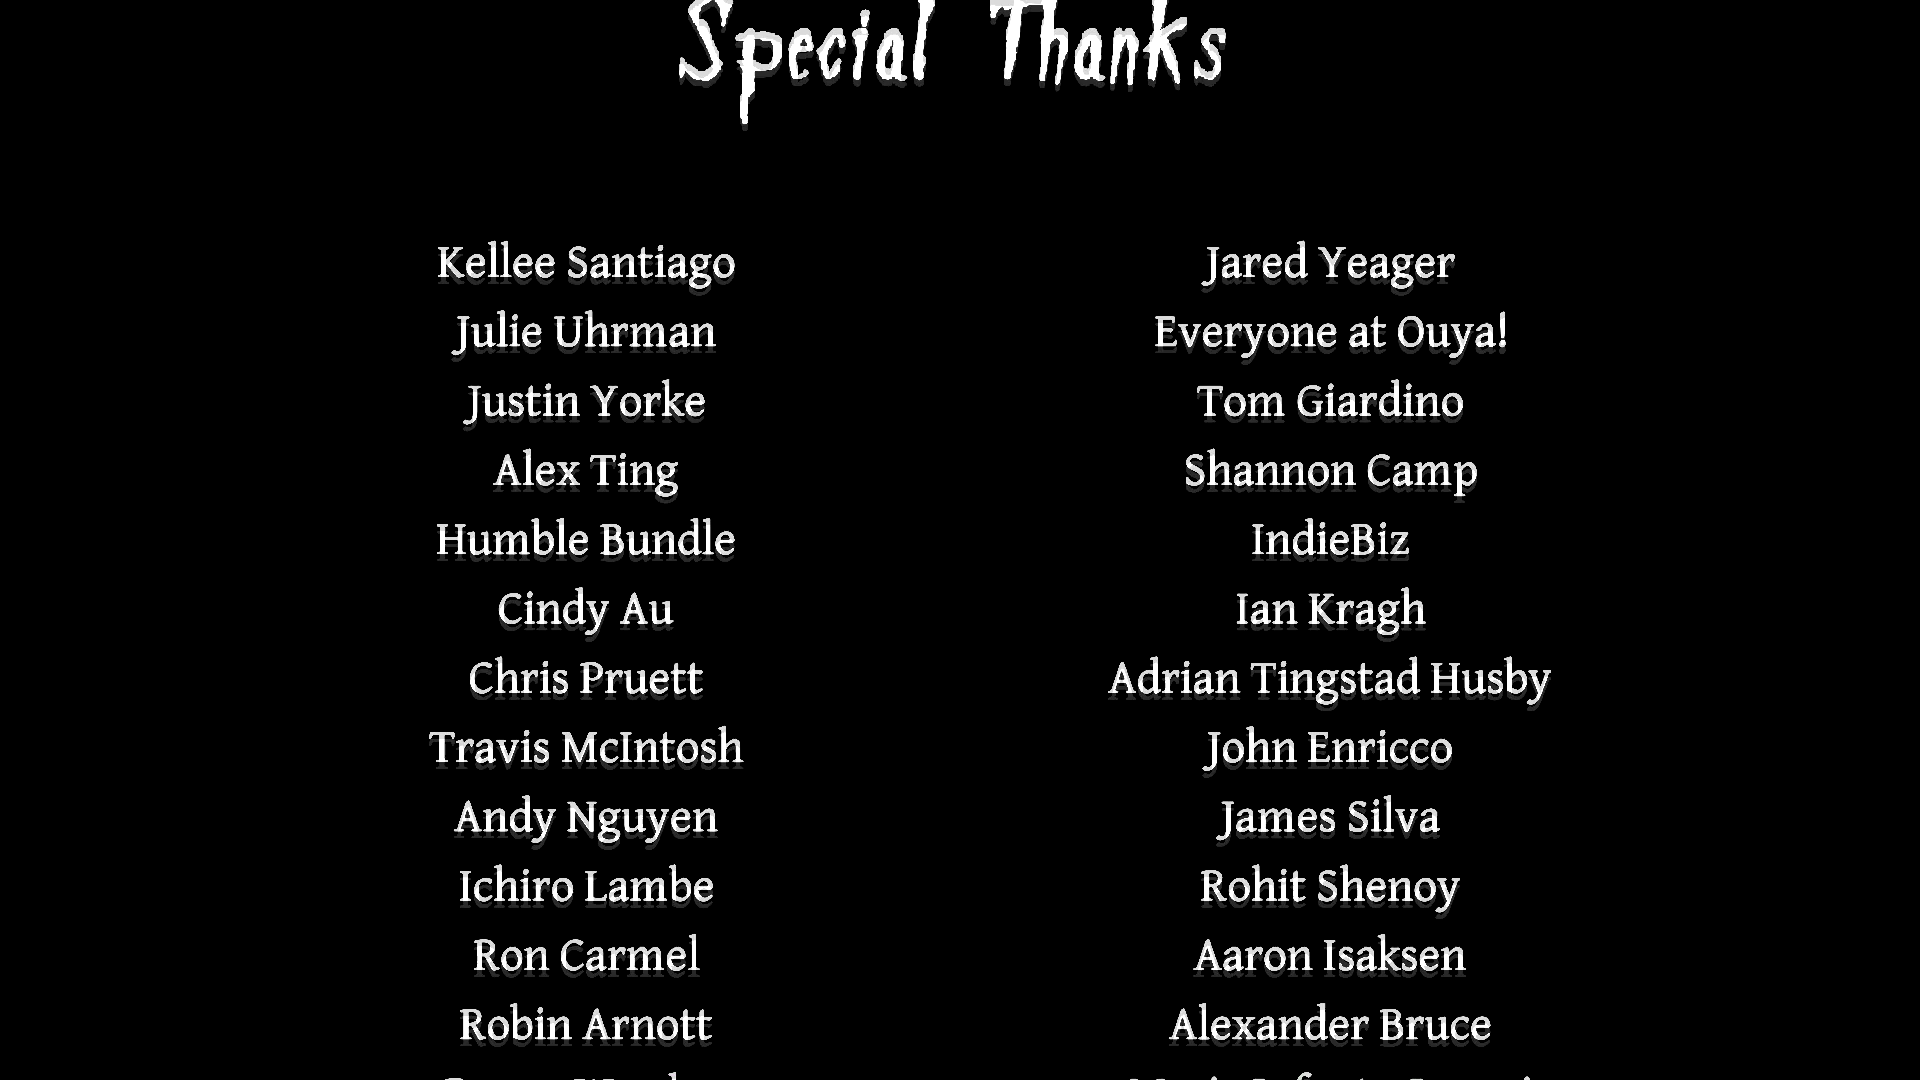 Special Thanks
Kellee Santiago
Julie Uhrman
Justin Yorke
Alex Ting
Humble Bundle
Cindy Au
Chris Pruett
Travis McIntosh
Andy Nguyen
Ichiro Lambe
Ron Carmel
Robin Arnott
Jared Yeager
Everyone at Ouya!
Tom Giardino
Shannon Camp
IndieBiz
Ian Kragh
Adrian Tingstad Husby
John Enricco
James Silva
Rohit Shenoy
Aaron Isaksen
Alexander Bruce